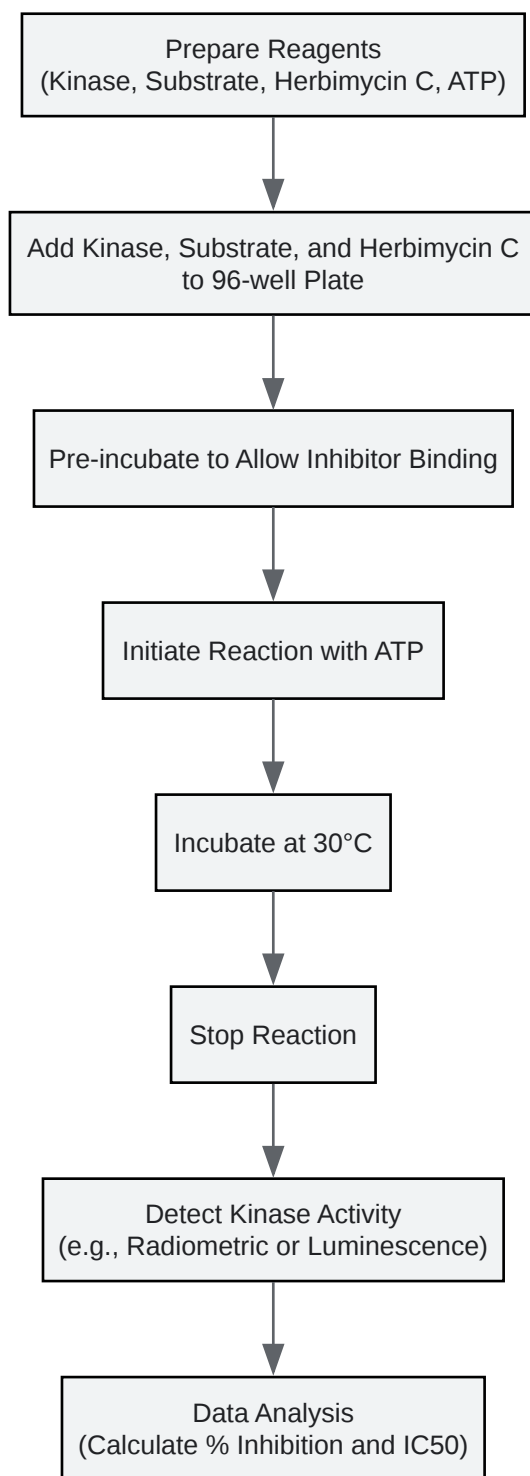 Prepare Reagents
(Kinase, Substrate, Herbimycin C, ATP)
Add Kinase, Substrate, and Herbimycin C
to 96-well Plate
Pre-incubate to Allow Inhibitor Binding
Initiate Reaction with ATP
Incubate at 30°C
Stop Reaction
Detect Kinase Activity
(e.g., Radiometric or Luminescence)
Data Analysis
(Calculate % Inhibition and IC50)